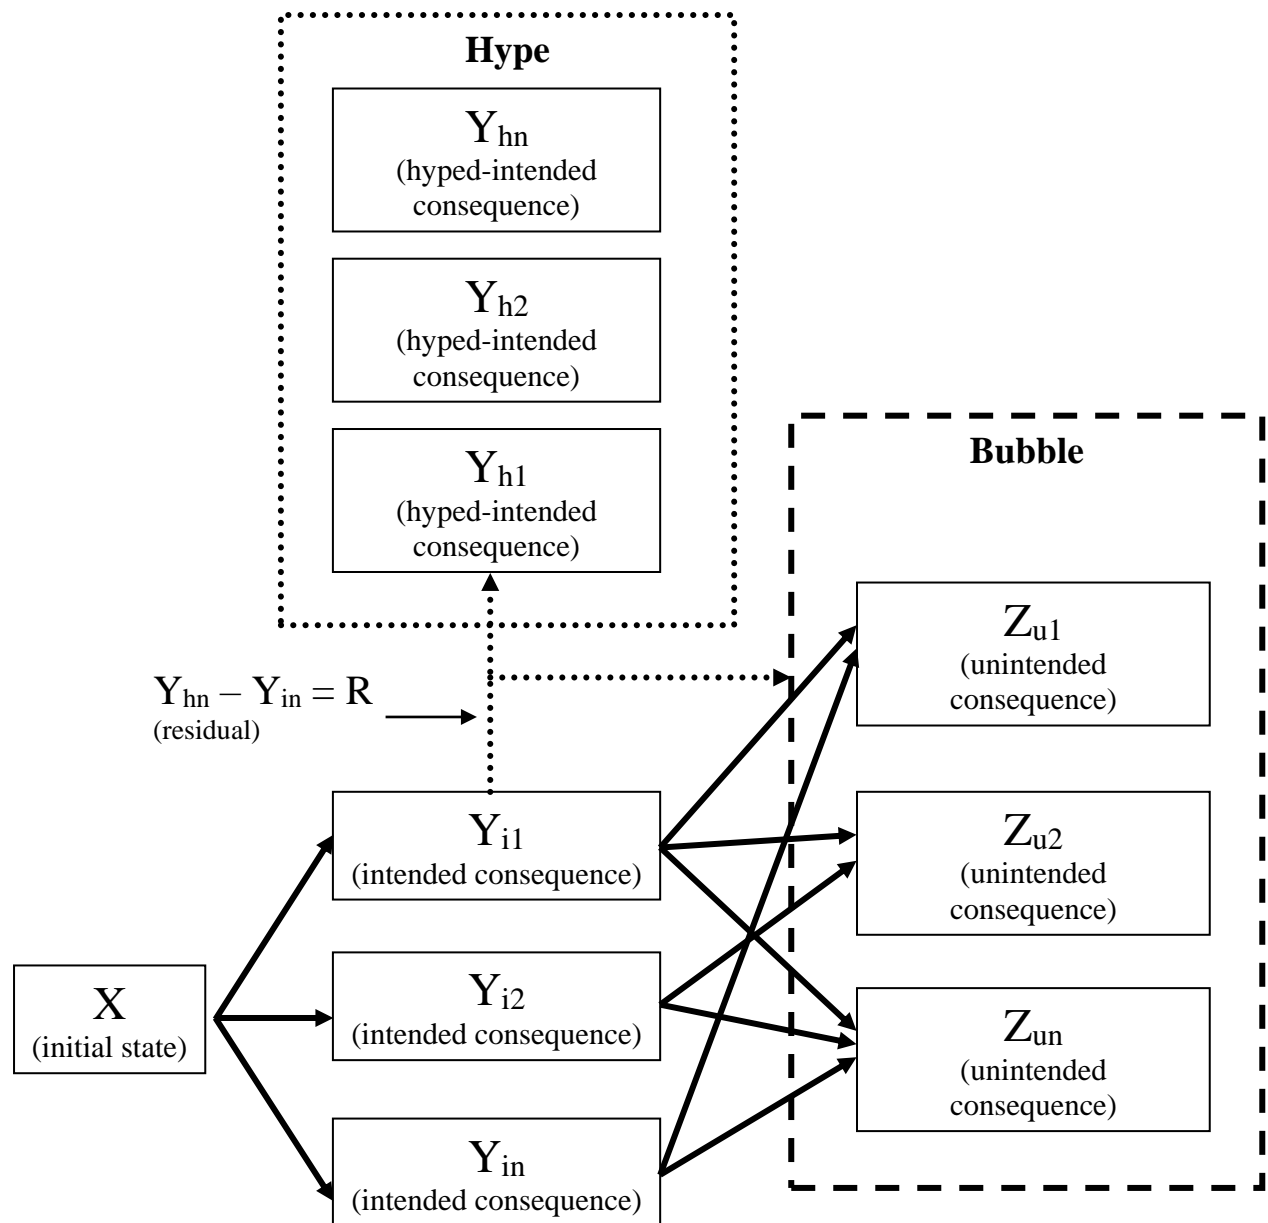 Hype
Yhn
(hyped-intended
consequence)
Yh2
(hyped-intended
consequence)
Yh1
(hyped-intended
consequence)
Bubble
Zu1
(unintended
consequence)
Yhn – Yin = R
(residual)
Yi1
(intended consequence)
Zu2
(unintended
consequence)
X
(initial state)
Yi2
(intended consequence)
Zun
(unintended
consequence)
Yin
(intended consequence)